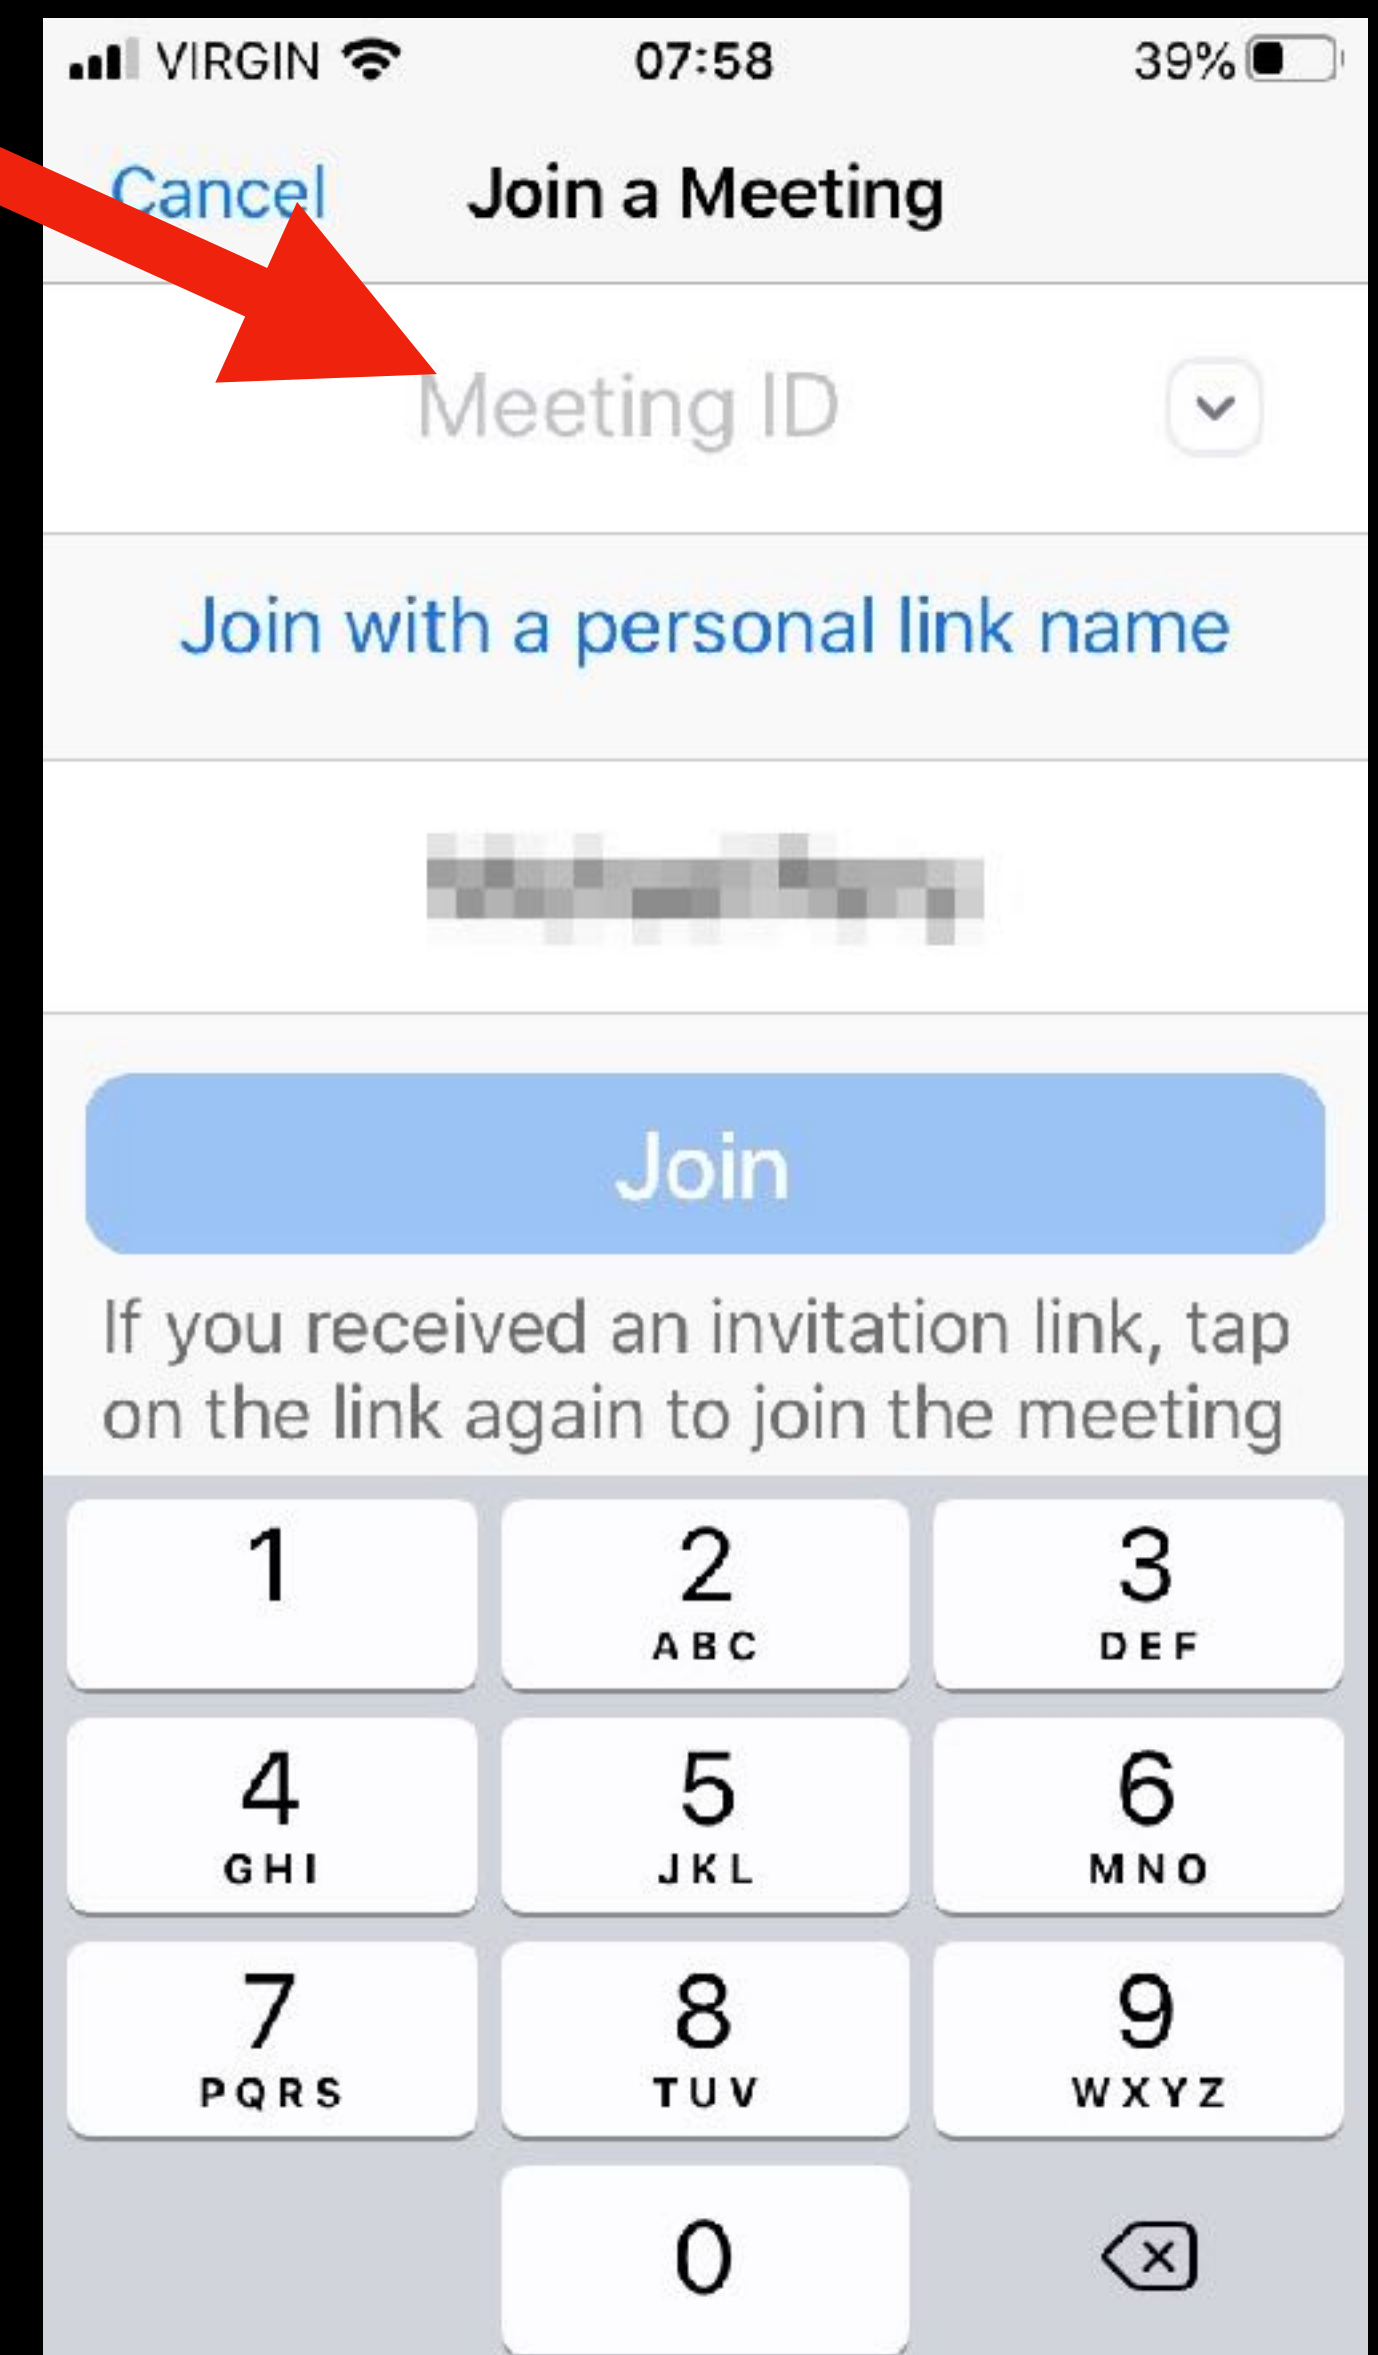 VIRGIN 07:58 39%
Cancel Join a Meeting
Meeting ID
Join with a personal link name
Join
If you received an invitation link, tap
on the link again to join the meeting
1 2 3
ABC DEF
4 5 6
GHI JKL MNO
7 8 9
PQRS TUV WXYZ
0